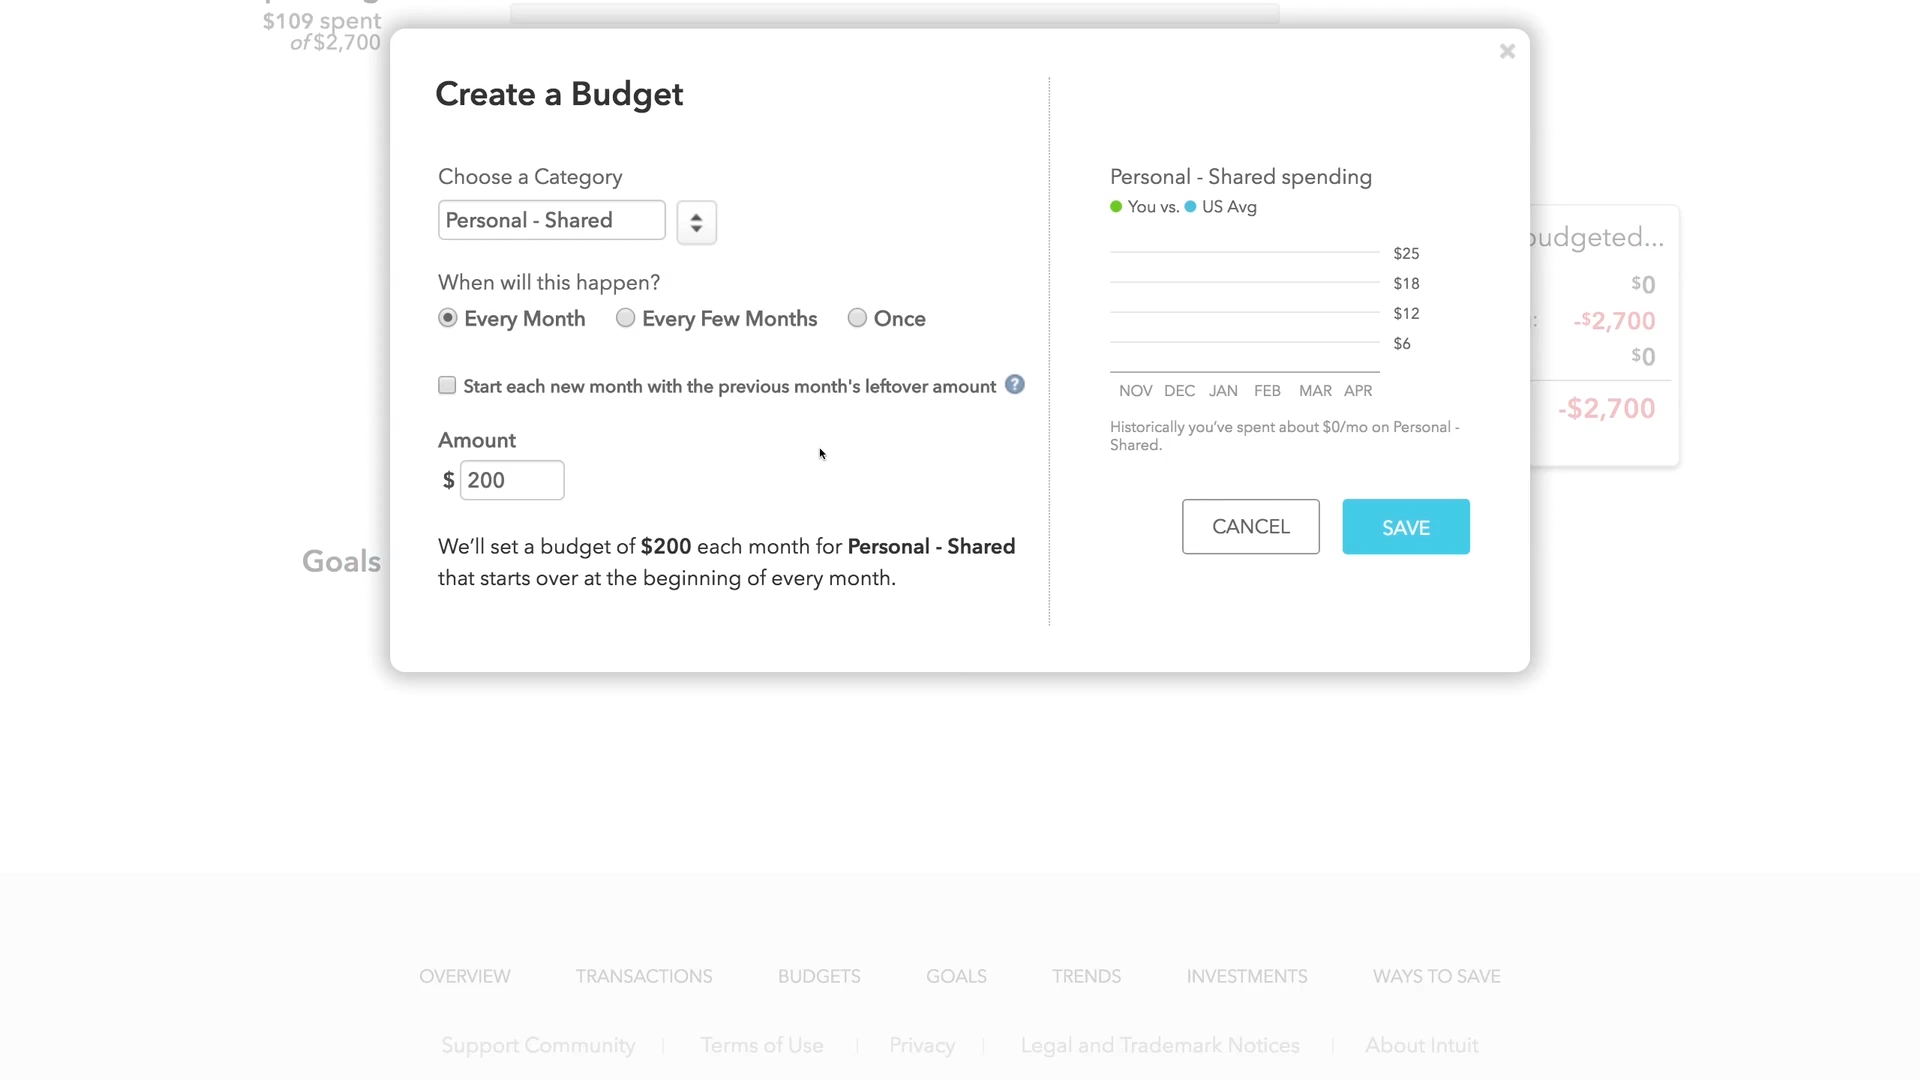 $109 spent
of $2,700
Create a Budget
Choose a Category
Personal - Shared
When will this happen?
Every Month
Every Few Months
Once
Start each new month with the previous month's leftover amount ?
Amount
$ 200
We'll set a budget of $200 each month for Personal - Shared
that starts over at the beginning of every month.
Personal - Shared spending
You vs. US Avg
$25
$18
$12
$6
NOV DEC JAN FEB MAR APR
Historically you've spent about $0/mo on Personal -
Shared.
CANCEL
SAVE
budgeted...
$0
-$2,700
$0
-$2,700
Goals
OVERVIEW TRANSACTIONS BUDGETS GOALS TRENDS INVESTMENTS WAYS TO SAVE
Support Community | Terms of Use | Privacy | Legal and Trademark Notices | About Intuit